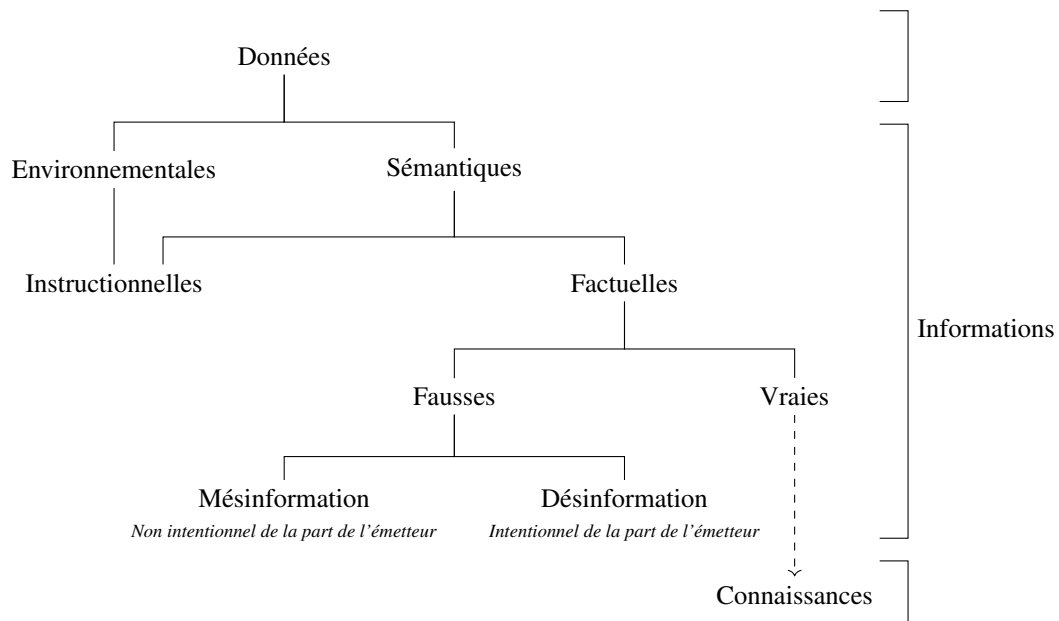 Données
Environnementales
Sémantiques
Instructionnelles
Factuelles
Informations
Fausses
Vraies
Mésinformation
Désinformation
Non intentionnel de la part de l'émetteur
Intentionnel de la part de l'émetteur
Connaissances